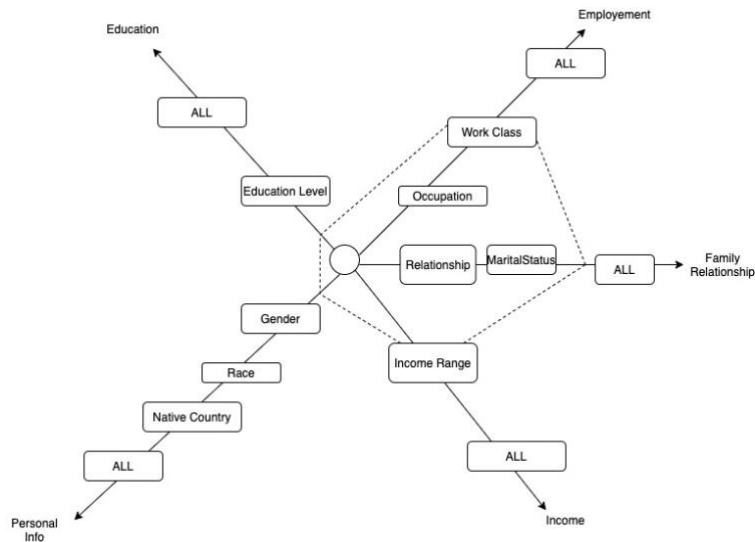 Employement
Education
ALL
ALL
Work Class
Education Level
Occupation
Relationship
MaritalStatus
ALL
Family
Relationship
Gender
Income Range
Race
Native Country
ALL
ALL
Personal
Info
Income